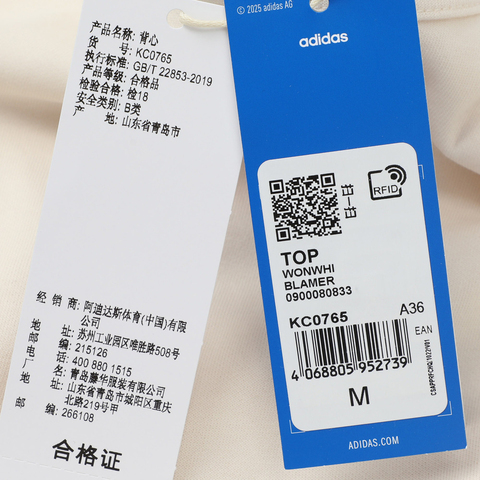 产品名称: 背心
货 号: KC0765
执行标准: GB/T 22853-2019
产品等级: 合格品
检验合格: 检18
安全类别: B类
产 地: 山东省青岛市
经 销 商: 阿迪达斯体育(中国)有限公司
地 址: 苏州工业园区唯胜路508号
邮 编: 215126
电 话: 400 880 1515
名 称: 青岛藤华服装有限公司
地 址: 山东省青岛市城阳区重庆北路219号甲
邮 编: 266108
合格证
© 2025 adidas AG
adidas
RFID
TOP
WONWHI
BLAMER
0900080833
KC0765
A36
EAN
4 068805 952739
M
ADIDAS.COM